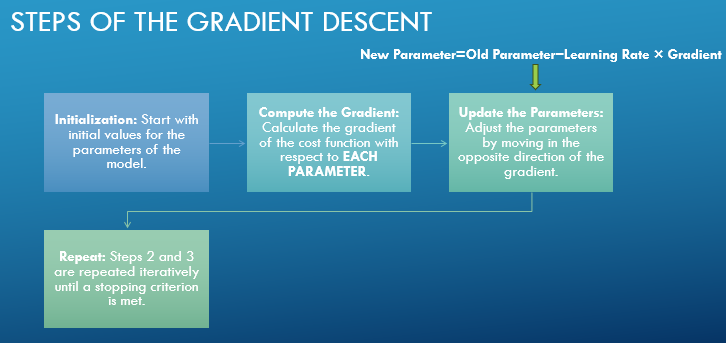 STEPS OF THE GRADIENT DESCENT
New Parameter=Old Parameter−Learning Rate × Gradient
Initialization: Start with
initial values for the
parameters of the
model.
Compute the Gradient:
Calculate the gradient
of the cost function with
respect to EACH
PARAMETER.
Update the Parameters:
Adjust the parameters
by moving in the
opposite direction of the
gradient.
Repeat: Steps 2 and 3
are repeated iteratively
until a stopping criterion
is met.